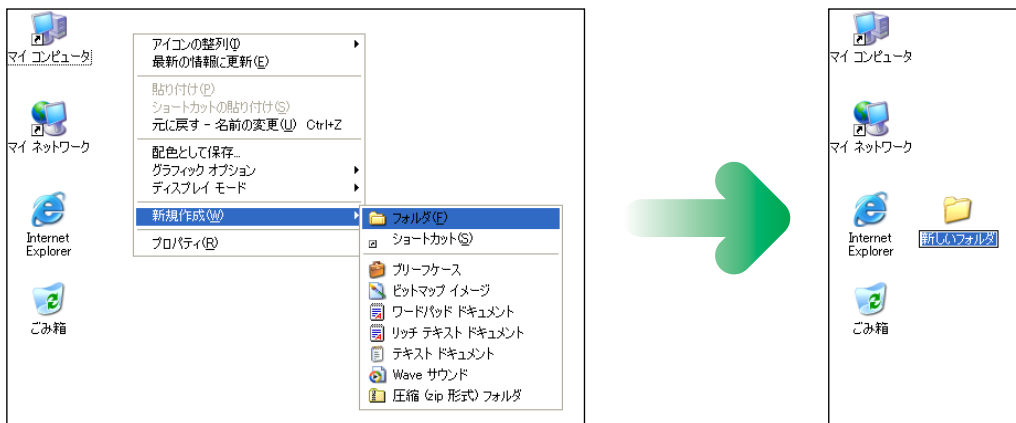 マイ コンピュータ
マイ ネットワーク
Internet
Explorer
ごみ箱
アイコンの整列(I)
最新の情報に更新(E)
貼り付け(P)
ショートカットの貼り付け(S)
元に戻す - 名前の変更(U) Ctrl+Z
配色として保存...
グラフィック オプション
ディスプレイ モード
新規作成(W)
プロパティ(R)
フォルダ(F)
ショートカット(S)
ブリーフケース
ビットマップ イメージ
ワードパッド ドキュメント
リッチ テキスト ドキュメント
テキスト ドキュメント
Wave サウンド
圧縮 (zip 形式) フォルダ
マイ コンピュータ
マイ ネットワーク
Internet
Explorer
新しいフォルダ
ごみ箱